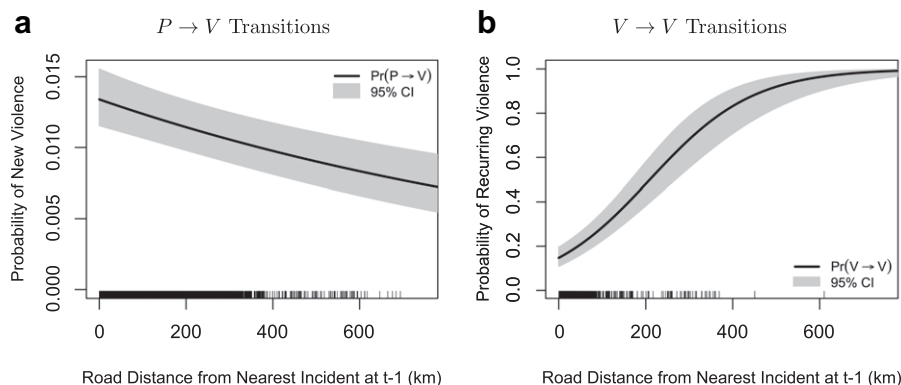 a
P → V Transitions
Probability of New Violence
0.015
0.010
0.005
0.000
Pr(P → V)
95% CI
0 200 400 600
Road Distance from Nearest Incident at t-1 (km)
b
V → V Transitions
Probability of Recurring Violence
1.0
0.8
0.6
0.4
0.2
0.0
Pr(V → V)
95% CI
0 200 400 600
Road Distance from Nearest Incident at t-1 (km)